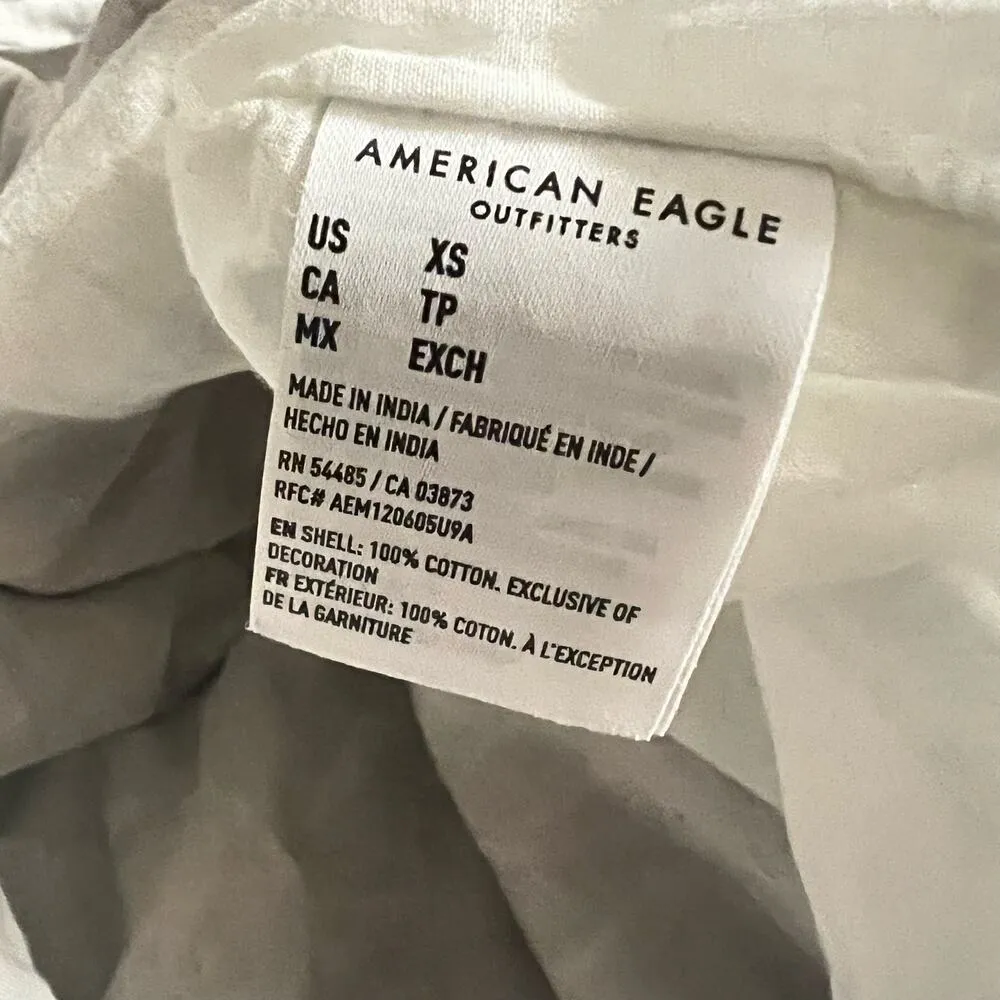 AMERICAN EAGLE
OUTFITTERS
US XS
CA TP
MX EXCH
MADE IN INDIA / FABRIQUÉ EN INDE /
HECHO EN INDIA
RN 54485 / CA 03873
RFC# AEM120605U9A
EN SHELL: 100% COTTON. EXCLUSIVE OF
DECORATION
FR EXTÉRIEUR: 100% COTON. À L'EXCEPTION
DE LA GARNITURE